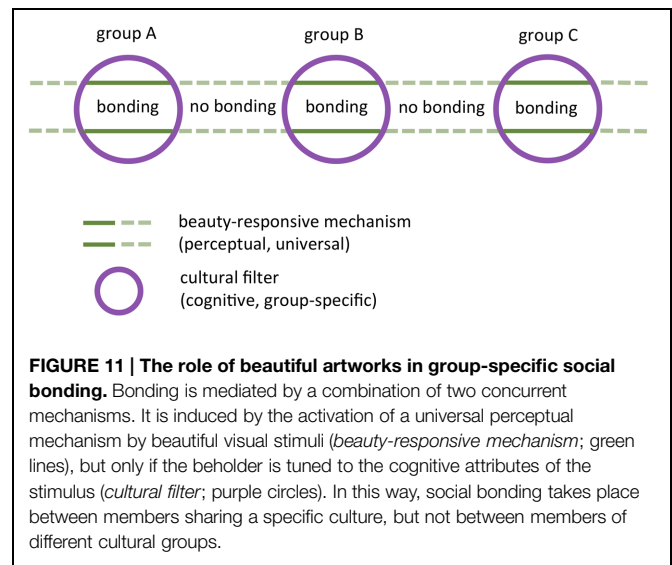 group A group B group C
bonding no bonding bonding no bonding bonding
beauty-responsive mechanism
(perceptual, universal)
cultural filter
(cognitive, group-specific)
FIGURE 11 | The role of beautiful artworks in group-specific social
bonding. Bonding is mediated by a combination of two concurrent
mechanisms. It is induced by the activation of a universal perceptual
mechanism by beautiful visual stimuli (beauty-responsive mechanism; green
lines), but only if the beholder is tuned to the cognitive attributes of the
stimulus (cultural filter; purple circles). In this way, social bonding takes place
between members sharing a specific culture, but not between members of
different cultural groups.